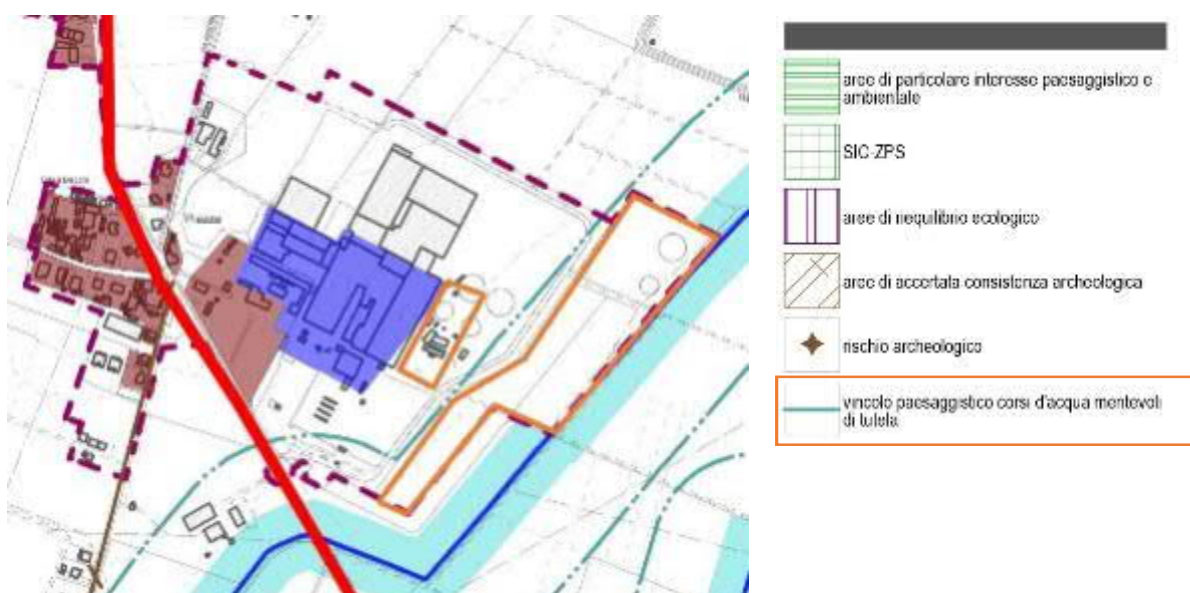 aree di particolare interesse paesaggistico e
ambientale
SIC-ZPS
aree di riequilibrio ecologico
aree di accertata consistenza archeologica
rischio archeologico
vincolo paesaggistico corsi d'acqua meritevoli
di tutela